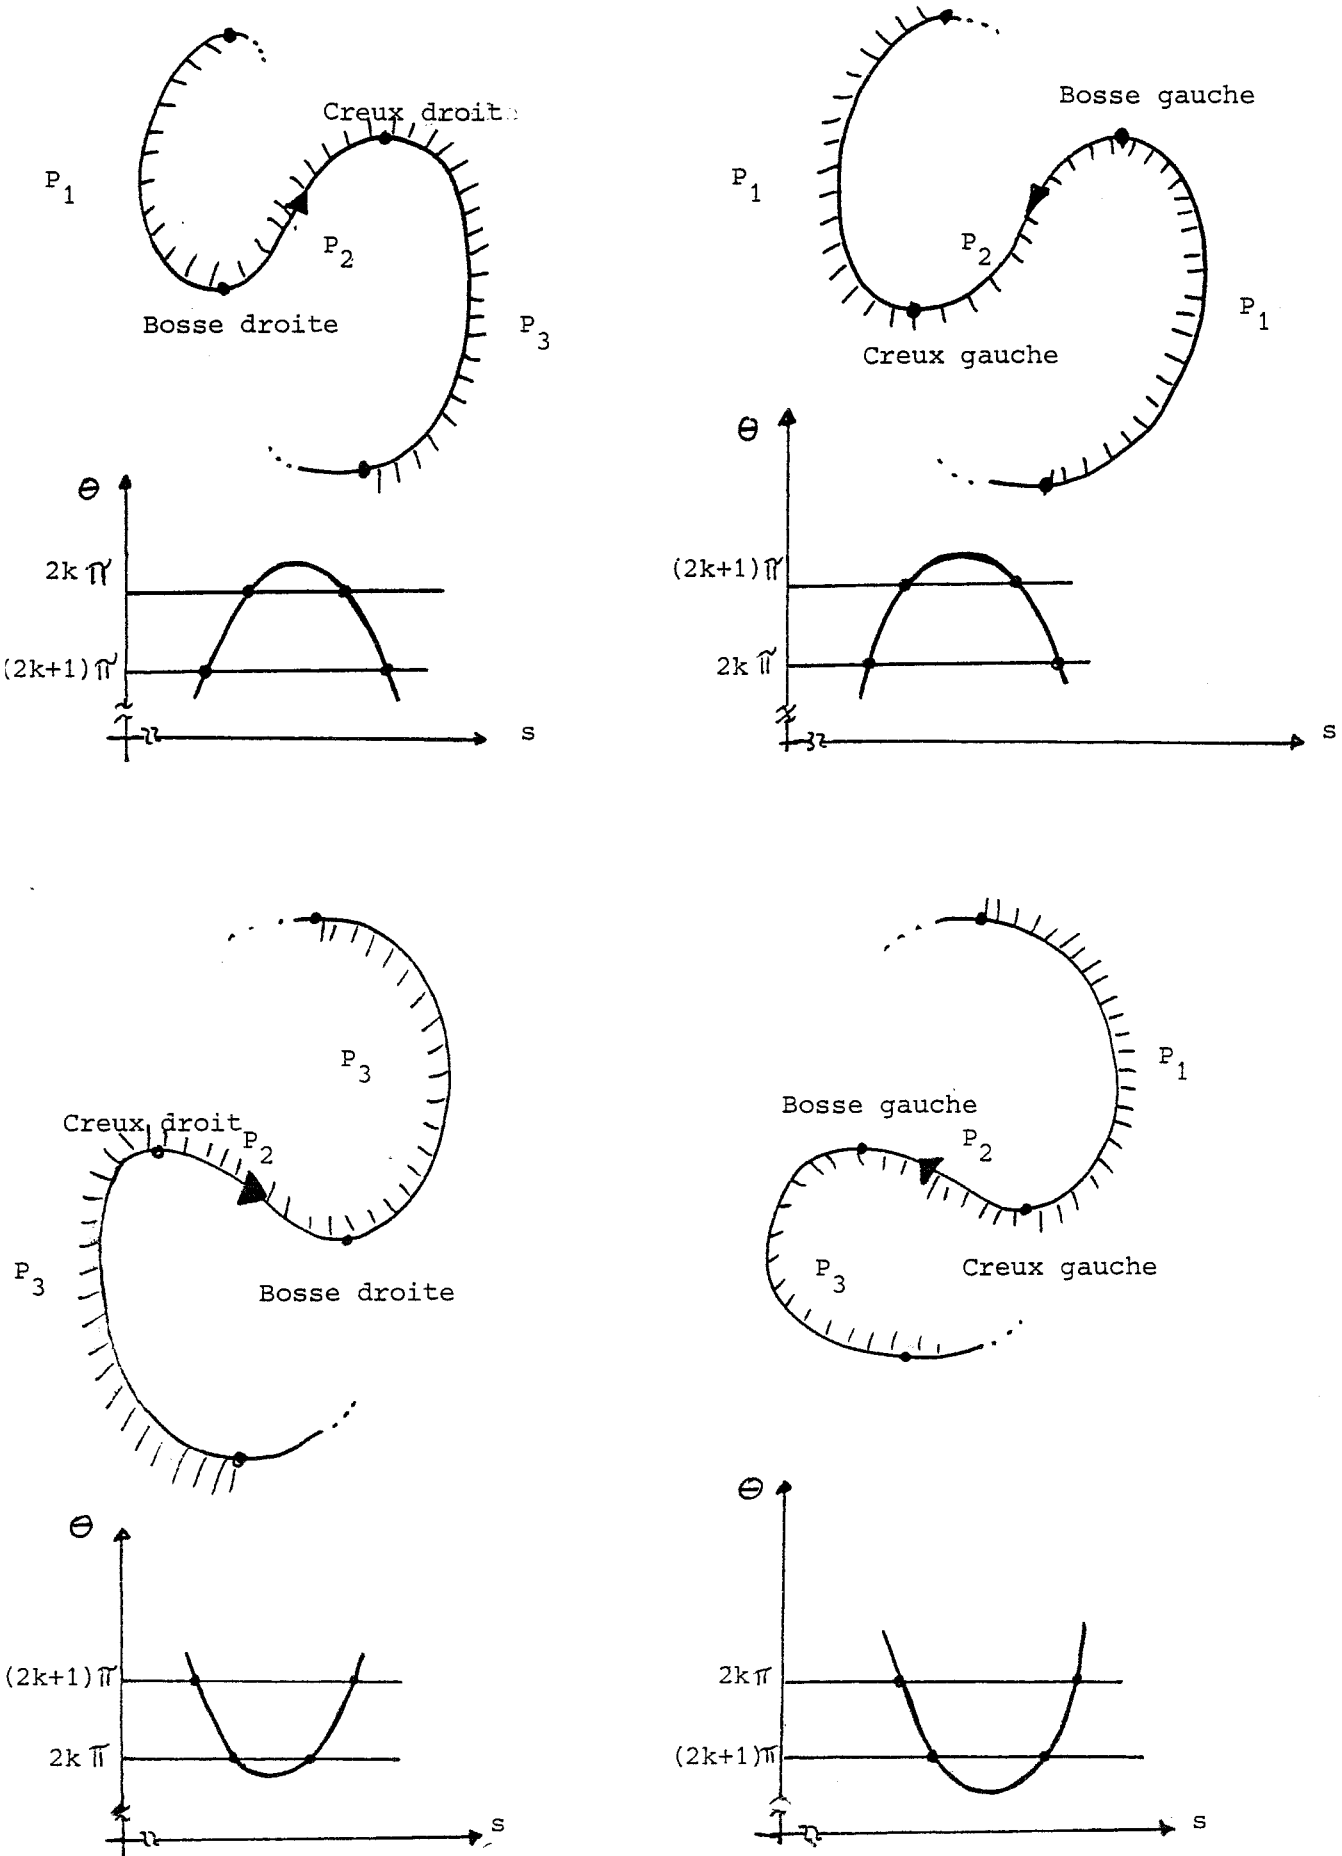 Creux droit
P1
P2
Bosse droite
P3
θ
2kπ
(2k+1)π
s
Bosse gauche
P1
P2
P1
Creux gauche
θ
(2k+1)π
2kπ
s
P3
Creux droit
P2
P3
Bosse droite
θ
(2k+1)π
2kπ
s
P1
Bosse gauche
P2
P3
Creux gauche
θ
2kπ
(2k+1)π
s